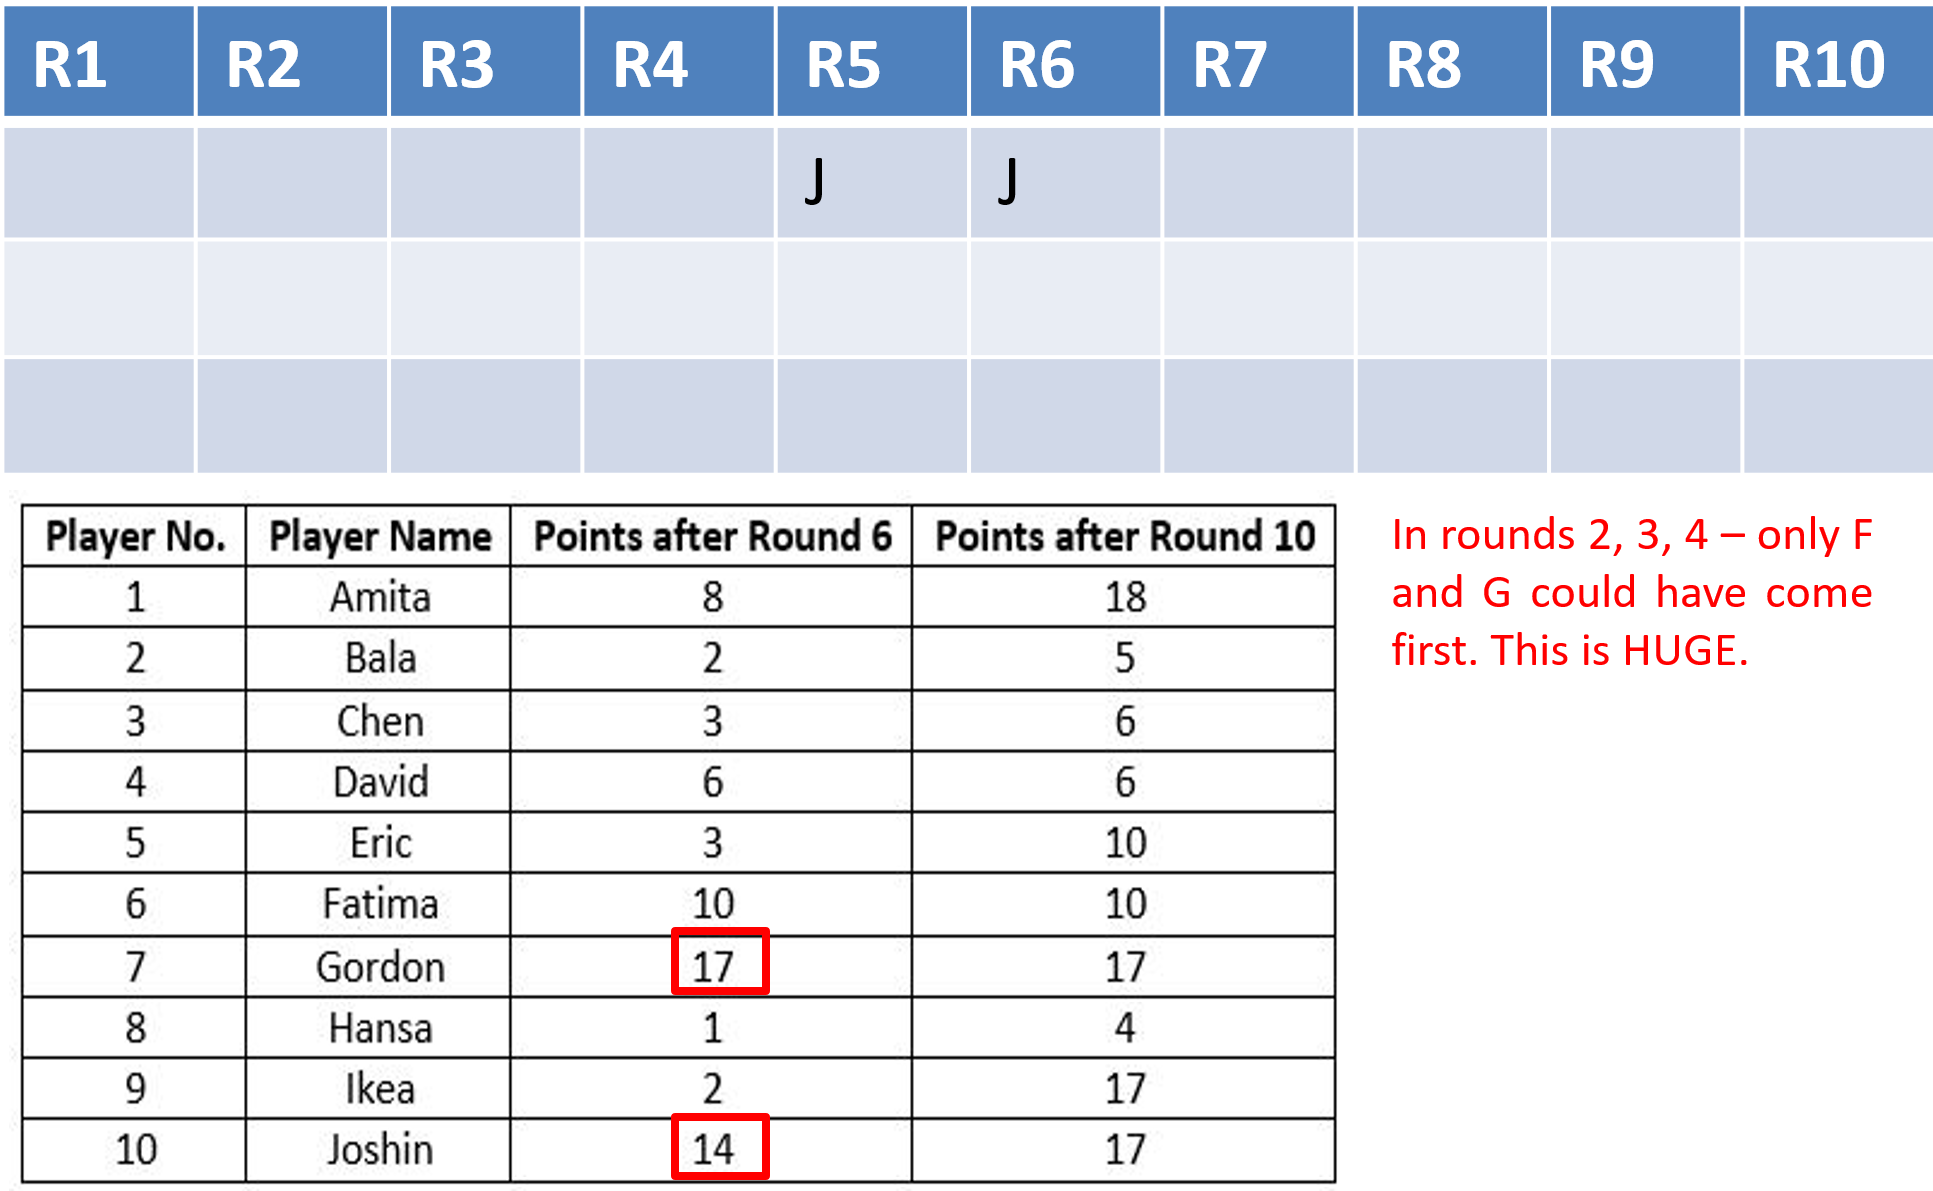 R1 R2 R3 R4 R5 R6 R7 R8 R9 R10
J J
Player No. Player Name Points after Round 6 Points after Round 10
1 Amita 8 18
2 Bala 2 5
3 Chen 3 6
4 David 6 6
5 Eric 3 10
6 Fatima 10 10
7 Gordon 17 17
8 Hansa 1 4
9 Ikea 2 17
10 Joshin 14 17
In rounds 2, 3, 4 – only F
and G could have come
first. This is HUGE.